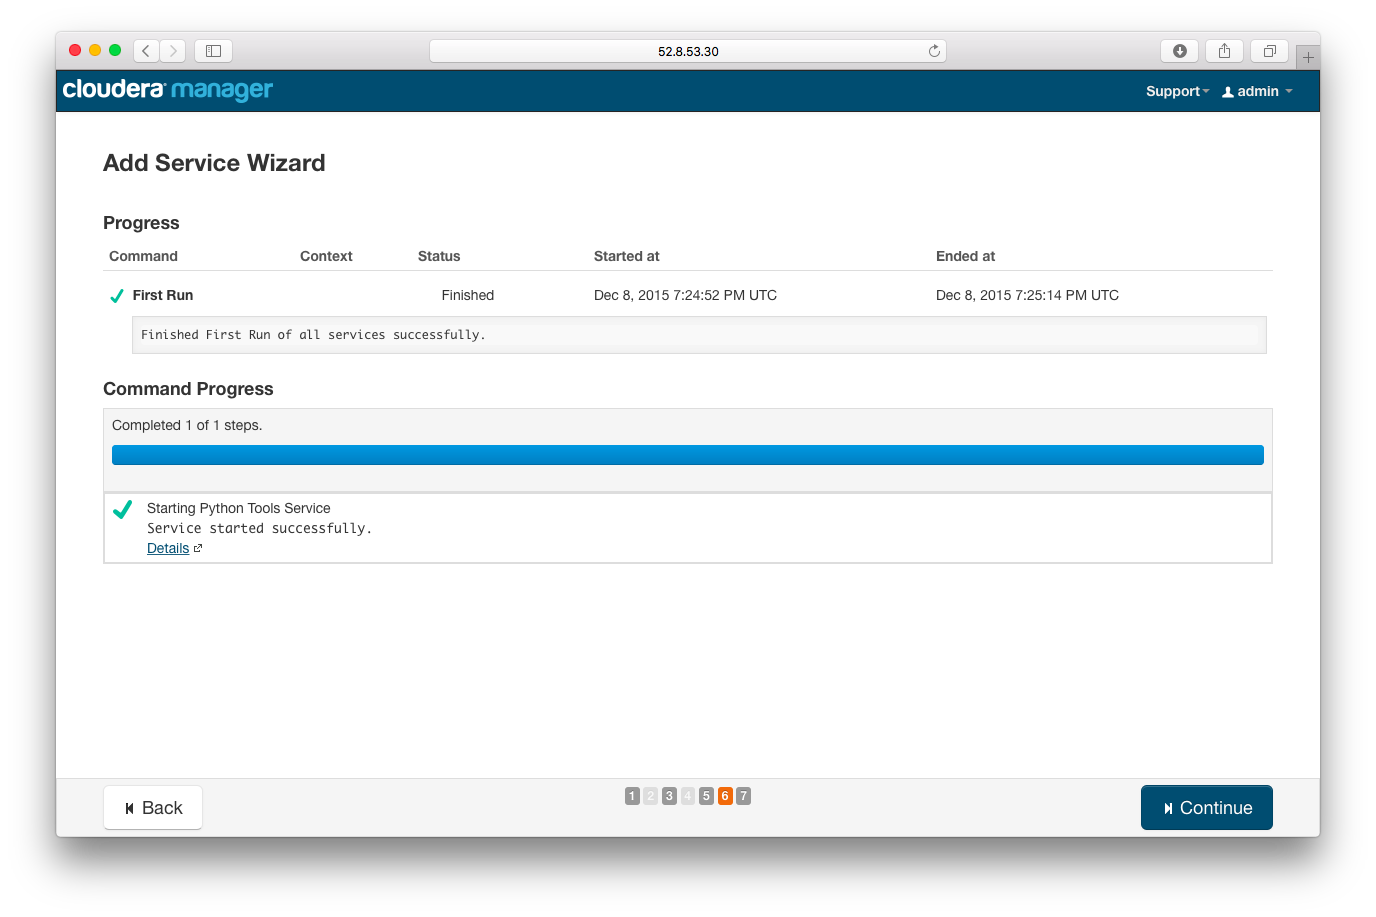 52.8.53.30
cloudera manager
Support admin
Add Service Wizard
Progress
Command Context Status Started at Ended at
First Run Finished Dec 8, 2015 7:24:52 PM UTC Dec 8, 2015 7:25:14 PM UTC
Finished First Run of all services successfully.
Command Progress
Completed 1 of 1 steps.
Starting Python Tools Service
Service started successfully.
Details
Back 1 2 3 4 5 6 7 Continue